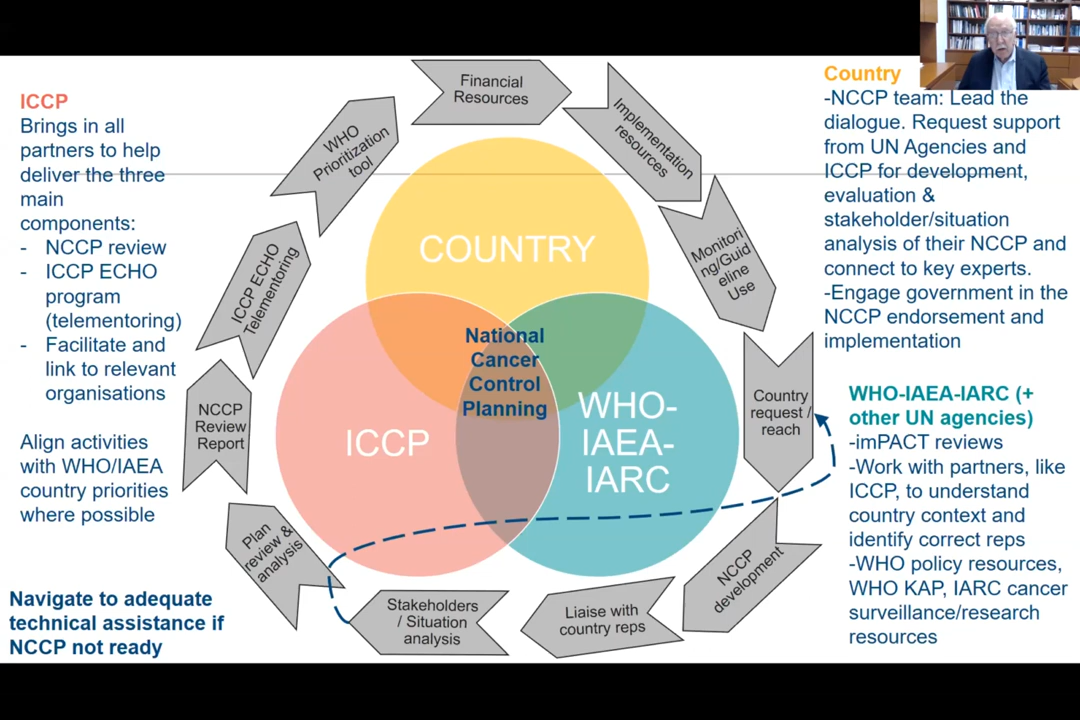 ICCP
Brings in all
partners to help
deliver the three
main
components:
- NCCP review
- ICCP ECHO
program
(telementoring)
- Facilitate and
link to relevant
organisations
Align activities
with WHO/IAEA
country priorities
where possible
Navigate to adequate
technical assistance if
NCCP not ready
Financial
Resources
Implementation
resources
Monitori
ng/Guid
eline
Use
Country
request /
reach
NCCP
development
Liaise with
country reps
Stakeholders
/ Situation
analysis
Plan
review &
analysis
NCCP
Review
Report
ICCP ECHO
Telementoring
WHO
Prioritization
tool
COUNTRY
National
Cancer
Control
Planning
ICCP
WHO-
IAEA-
IARC
Country
-NCCP team: Lead the
dialogue. Request support
from UN Agencies and
ICCP for development,
evaluation &
stakeholder/situation
analysis of their NCCP and
connect to key experts.
-Engage government in the
NCCP endorsement and
implementation
WHO-IAEA-IARC (+
other UN agencies)
-imPACT reviews
-Work with partners, like
ICCP, to understand
country context and
identify correct reps
-WHO policy resources,
WHO KAP, IARC cancer
surveillance/research
resources